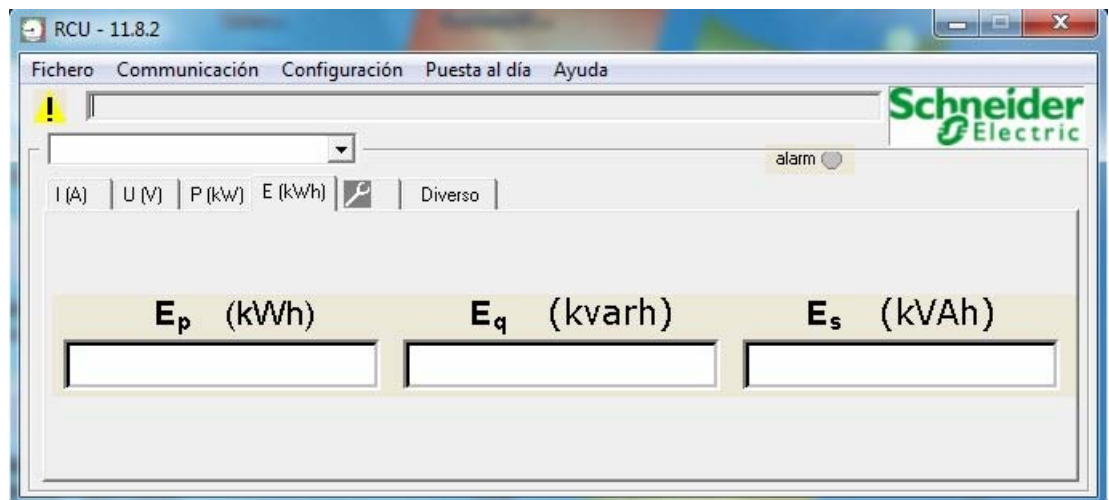 RCU - 11.8.2
Fichero Communicación Configuración Puesta al día Ayuda
!
Schneider
Electric
alarm
I (A) U (V) P (kW) E (kWh) Diverso
Ep (kWh) Eq (kvarh) Es (kVAh)